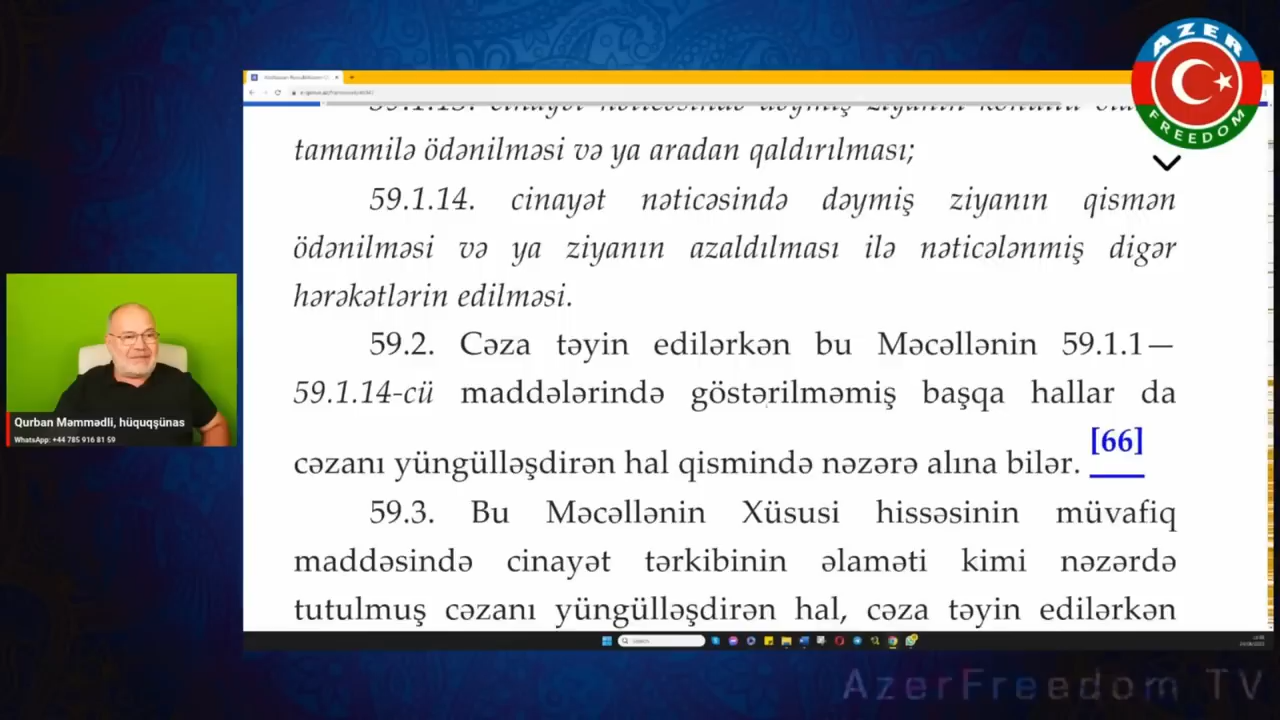 AZER
FREEDOM
tamamilə ödənilməsi və ya aradan qaldırılması;
59.1.14. cinayət nəticəsində dəymiş ziyanın qismən
ödənilməsi və ya ziyanın azaldılması ilə nəticələnmiş digər
hərəkətlərin edilməsi.
59.2. Cəza təyin edilərkən bu Məcəllənin 59.1.1—
59.1.14-cü maddələrində göstərilməmiş başqa hallar da
cəzanı yüngülləşdirən hal qismində nəzərə alına bilər. [66]
59.3. Bu Məcəllənin Xüsusi hissəsinin müvafiq
maddəsində cinayət tərkibinin əlaməti kimi nəzərdə
tutulmuş cəzanı yüngülləşdirən hal, cəza təyin edilərkən
Qurban Məmmədli, hüquqşünas
WhatsApp: +44 785 916 81 59
Search
AzerFreedom TV